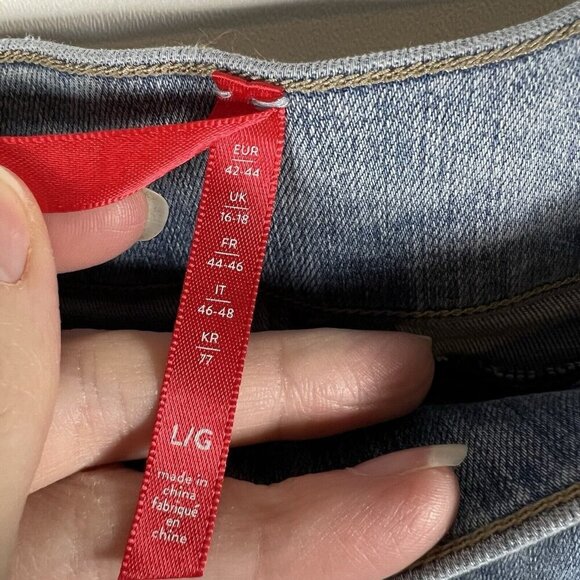 EUR
42-44
UK
16-18
FR
44-46
IT
46-48
KR
77
L/G
made in
china
fabriqué
en
chine